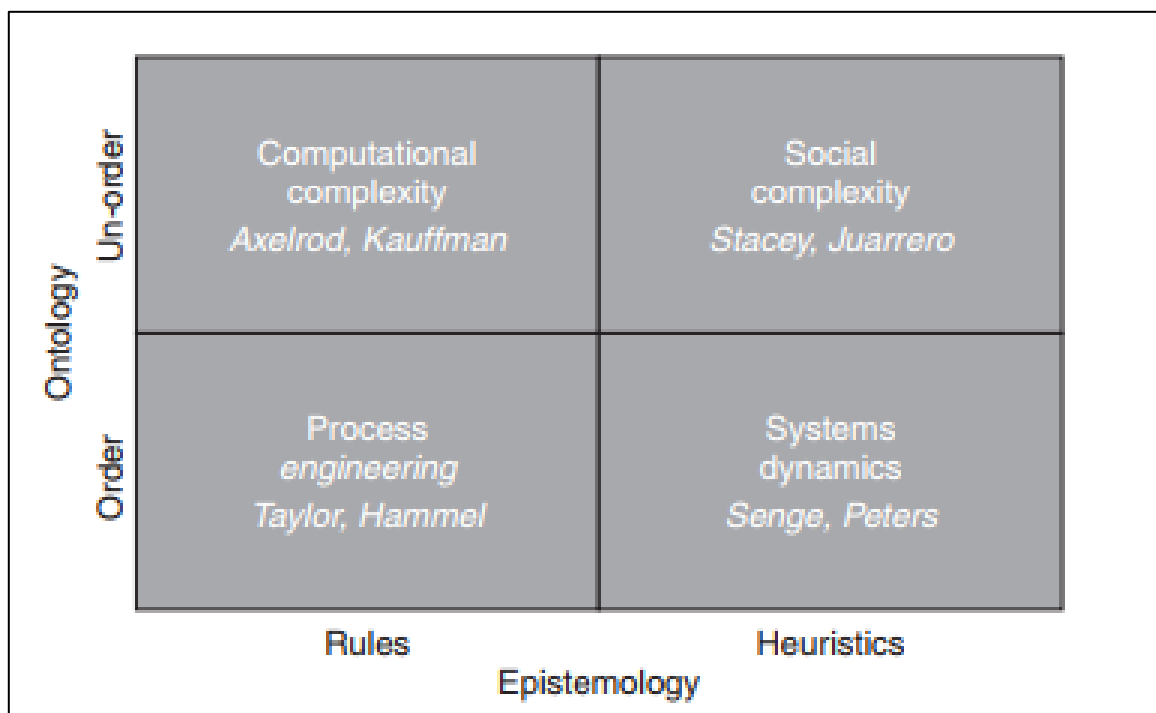 Ontology
Un-order
Computational
complexity
Axelrod, Kauffman
Social
complexity
Stacey, Juarrero
Order
Process
engineering
Taylor, Hammel
Systems
dynamics
Senge, Peters
Rules
Heuristics
Epistemology